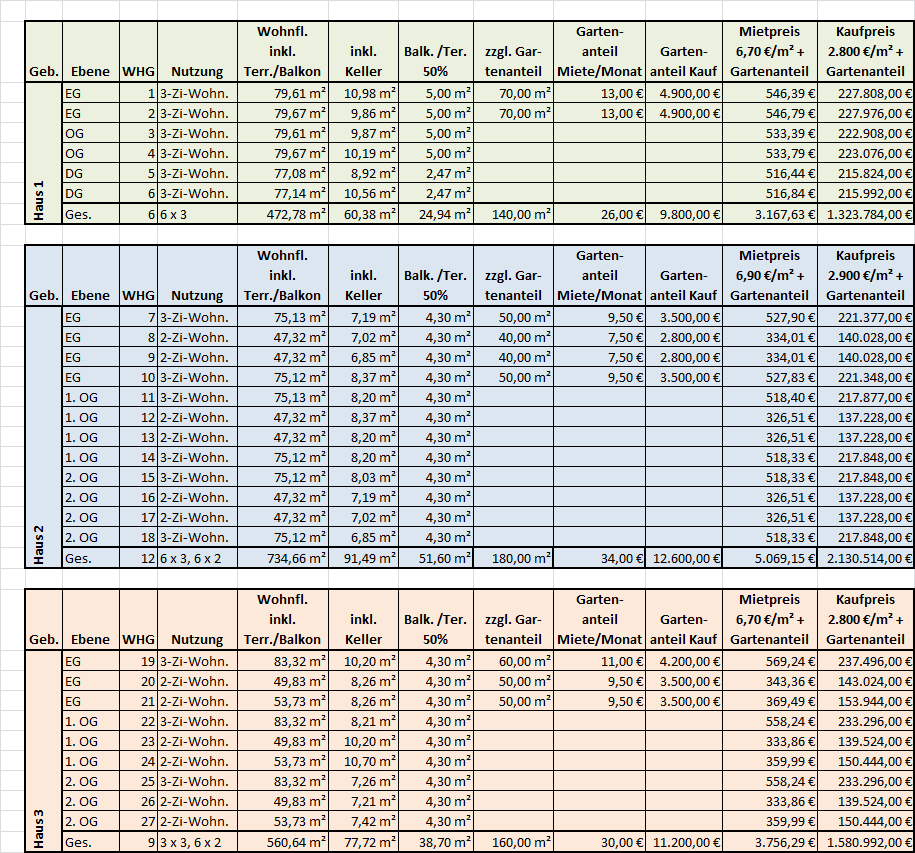 Geb. Ebene WHG Nutzung Wohnfl. inkl. Terr./Balkon inkl. Keller Balk. /Ter. 50% zzgl. Gar-tenanteil Garten-anteil Miete/Monat Garten-anteil Kauf Mietpreis 6,70 €/m² + Gartenanteil Kaufpreis 2.800 €/m² + Gartenanteil
Haus 1
EG 1 3-Zi-Wohn. 79,61 m² 10,98 m² 5,00 m² 70,00 m² 13,00 € 4.900,00 € 546,39 € 227.808,00 €
EG 2 3-Zi-Wohn. 79,67 m² 9,86 m² 5,00 m² 70,00 m² 13,00 € 4.900,00 € 546,79 € 227.976,00 €
OG 3 3-Zi-Wohn. 79,61 m² 9,87 m² 5,00 m² 533,39 € 222.908,00 €
OG 4 3-Zi-Wohn. 79,67 m² 10,19 m² 5,00 m² 533,79 € 223.076,00 €
DG 5 3-Zi-Wohn. 77,08 m² 8,92 m² 2,47 m² 516,44 € 215.824,00 €
DG 6 3-Zi-Wohn. 77,14 m² 10,56 m² 2,47 m² 516,84 € 215.992,00 €
Ges. 6 6 x 3 472,78 m² 60,38 m² 24,94 m² 140,00 m² 26,00 € 9.800,00 € 3.167,63 € 1.323.784,00 €
Geb. Ebene WHG Nutzung Wohnfl. inkl. Terr./Balkon inkl. Keller Balk. /Ter. 50% zzgl. Gar-tenanteil Garten-anteil Miete/Monat Garten-anteil Kauf Mietpreis 6,90 €/m² + Gartenanteil Kaufpreis 2.900 €/m² + Gartenanteil
Haus 2
EG 7 3-Zi-Wohn. 75,13 m² 7,19 m² 4,30 m² 50,00 m² 9,50 € 3.500,00 € 527,90 € 221.377,00 €
EG 8 2-Zi-Wohn. 47,32 m² 7,02 m² 4,30 m² 40,00 m² 7,50 € 2.800,00 € 334,01 € 140.028,00 €
EG 9 2-Zi-Wohn. 47,32 m² 6,85 m² 4,30 m² 40,00 m² 7,50 € 2.800,00 € 334,01 € 140.028,00 €
EG 10 3-Zi-Wohn. 75,12 m² 8,37 m² 4,30 m² 50,00 m² 9,50 € 3.500,00 € 527,83 € 221.348,00 €
1. OG 11 3-Zi-Wohn. 75,13 m² 8,20 m² 4,30 m² 518,40 € 217.877,00 €
1. OG 12 2-Zi-Wohn. 47,32 m² 8,37 m² 4,30 m² 326,51 € 137.228,00 €
1. OG 13 2-Zi-Wohn. 47,32 m² 8,20 m² 4,30 m² 326,51 € 137.228,00 €
1. OG 14 3-Zi-Wohn. 75,12 m² 8,20 m² 4,30 m² 518,33 € 217.848,00 €
2. OG 15 3-Zi-Wohn. 75,12 m² 8,03 m² 4,30 m² 518,33 € 217.848,00 €
2. OG 16 2-Zi-Wohn. 47,32 m² 7,19 m² 4,30 m² 326,51 € 137.228,00 €
2. OG 17 2-Zi-Wohn. 47,32 m² 7,02 m² 4,30 m² 326,51 € 137.228,00 €
2. OG 18 3-Zi-Wohn. 75,12 m² 6,85 m² 4,30 m² 518,33 € 217.848,00 €
Ges. 12 6 x 3, 6 x 2 734,66 m² 91,49 m² 51,60 m² 180,00 m² 34,00 € 12.600,00 € 5.069,15 € 2.130.514,00 €
Geb. Ebene WHG Nutzung Wohnfl. inkl. Terr./Balkon inkl. Keller Balk. /Ter. 50% zzgl. Gar-tenanteil Garten-anteil Miete/Monat Garten-anteil Kauf Mietpreis 6,70 €/m² + Gartenanteil Kaufpreis 2.800 €/m² + Gartenanteil
Haus 3
EG 19 3-Zi-Wohn. 83,32 m² 10,20 m² 4,30 m² 60,00 m² 11,00 € 4.200,00 € 569,24 € 237.496,00 €
EG 20 2-Zi-Wohn. 49,83 m² 8,26 m² 4,30 m² 50,00 m² 9,50 € 3.500,00 € 343,36 € 143.024,00 €
EG 21 2-Zi-Wohn. 53,73 m² 8,26 m² 4,30 m² 50,00 m² 9,50 € 3.500,00 € 369,49 € 153.944,00 €
1. OG 22 3-Zi-Wohn. 83,32 m² 8,21 m² 4,30 m² 558,24 € 233.296,00 €
1. OG 23 2-Zi-Wohn. 49,83 m² 10,20 m² 4,30 m² 333,86 € 139.524,00 €
1. OG 24 2-Zi-Wohn. 53,73 m² 10,70 m² 4,30 m² 359,99 € 150.444,00 €
2. OG 25 3-Zi-Wohn. 83,32 m² 7,26 m² 4,30 m² 558,24 € 233.296,00 €
2. OG 26 2-Zi-Wohn. 49,83 m² 7,21 m² 4,30 m² 333,86 € 139.524,00 €
2. OG 27 2-Zi-Wohn. 53,73 m² 7,42 m² 4,30 m² 359,99 € 150.444,00 €
Ges. 9 3 x 3, 6 x 2 560,64 m² 77,72 m² 38,70 m² 160,00 m² 30,00 € 11.200,00 € 3.756,29 € 1.580.992,00 €